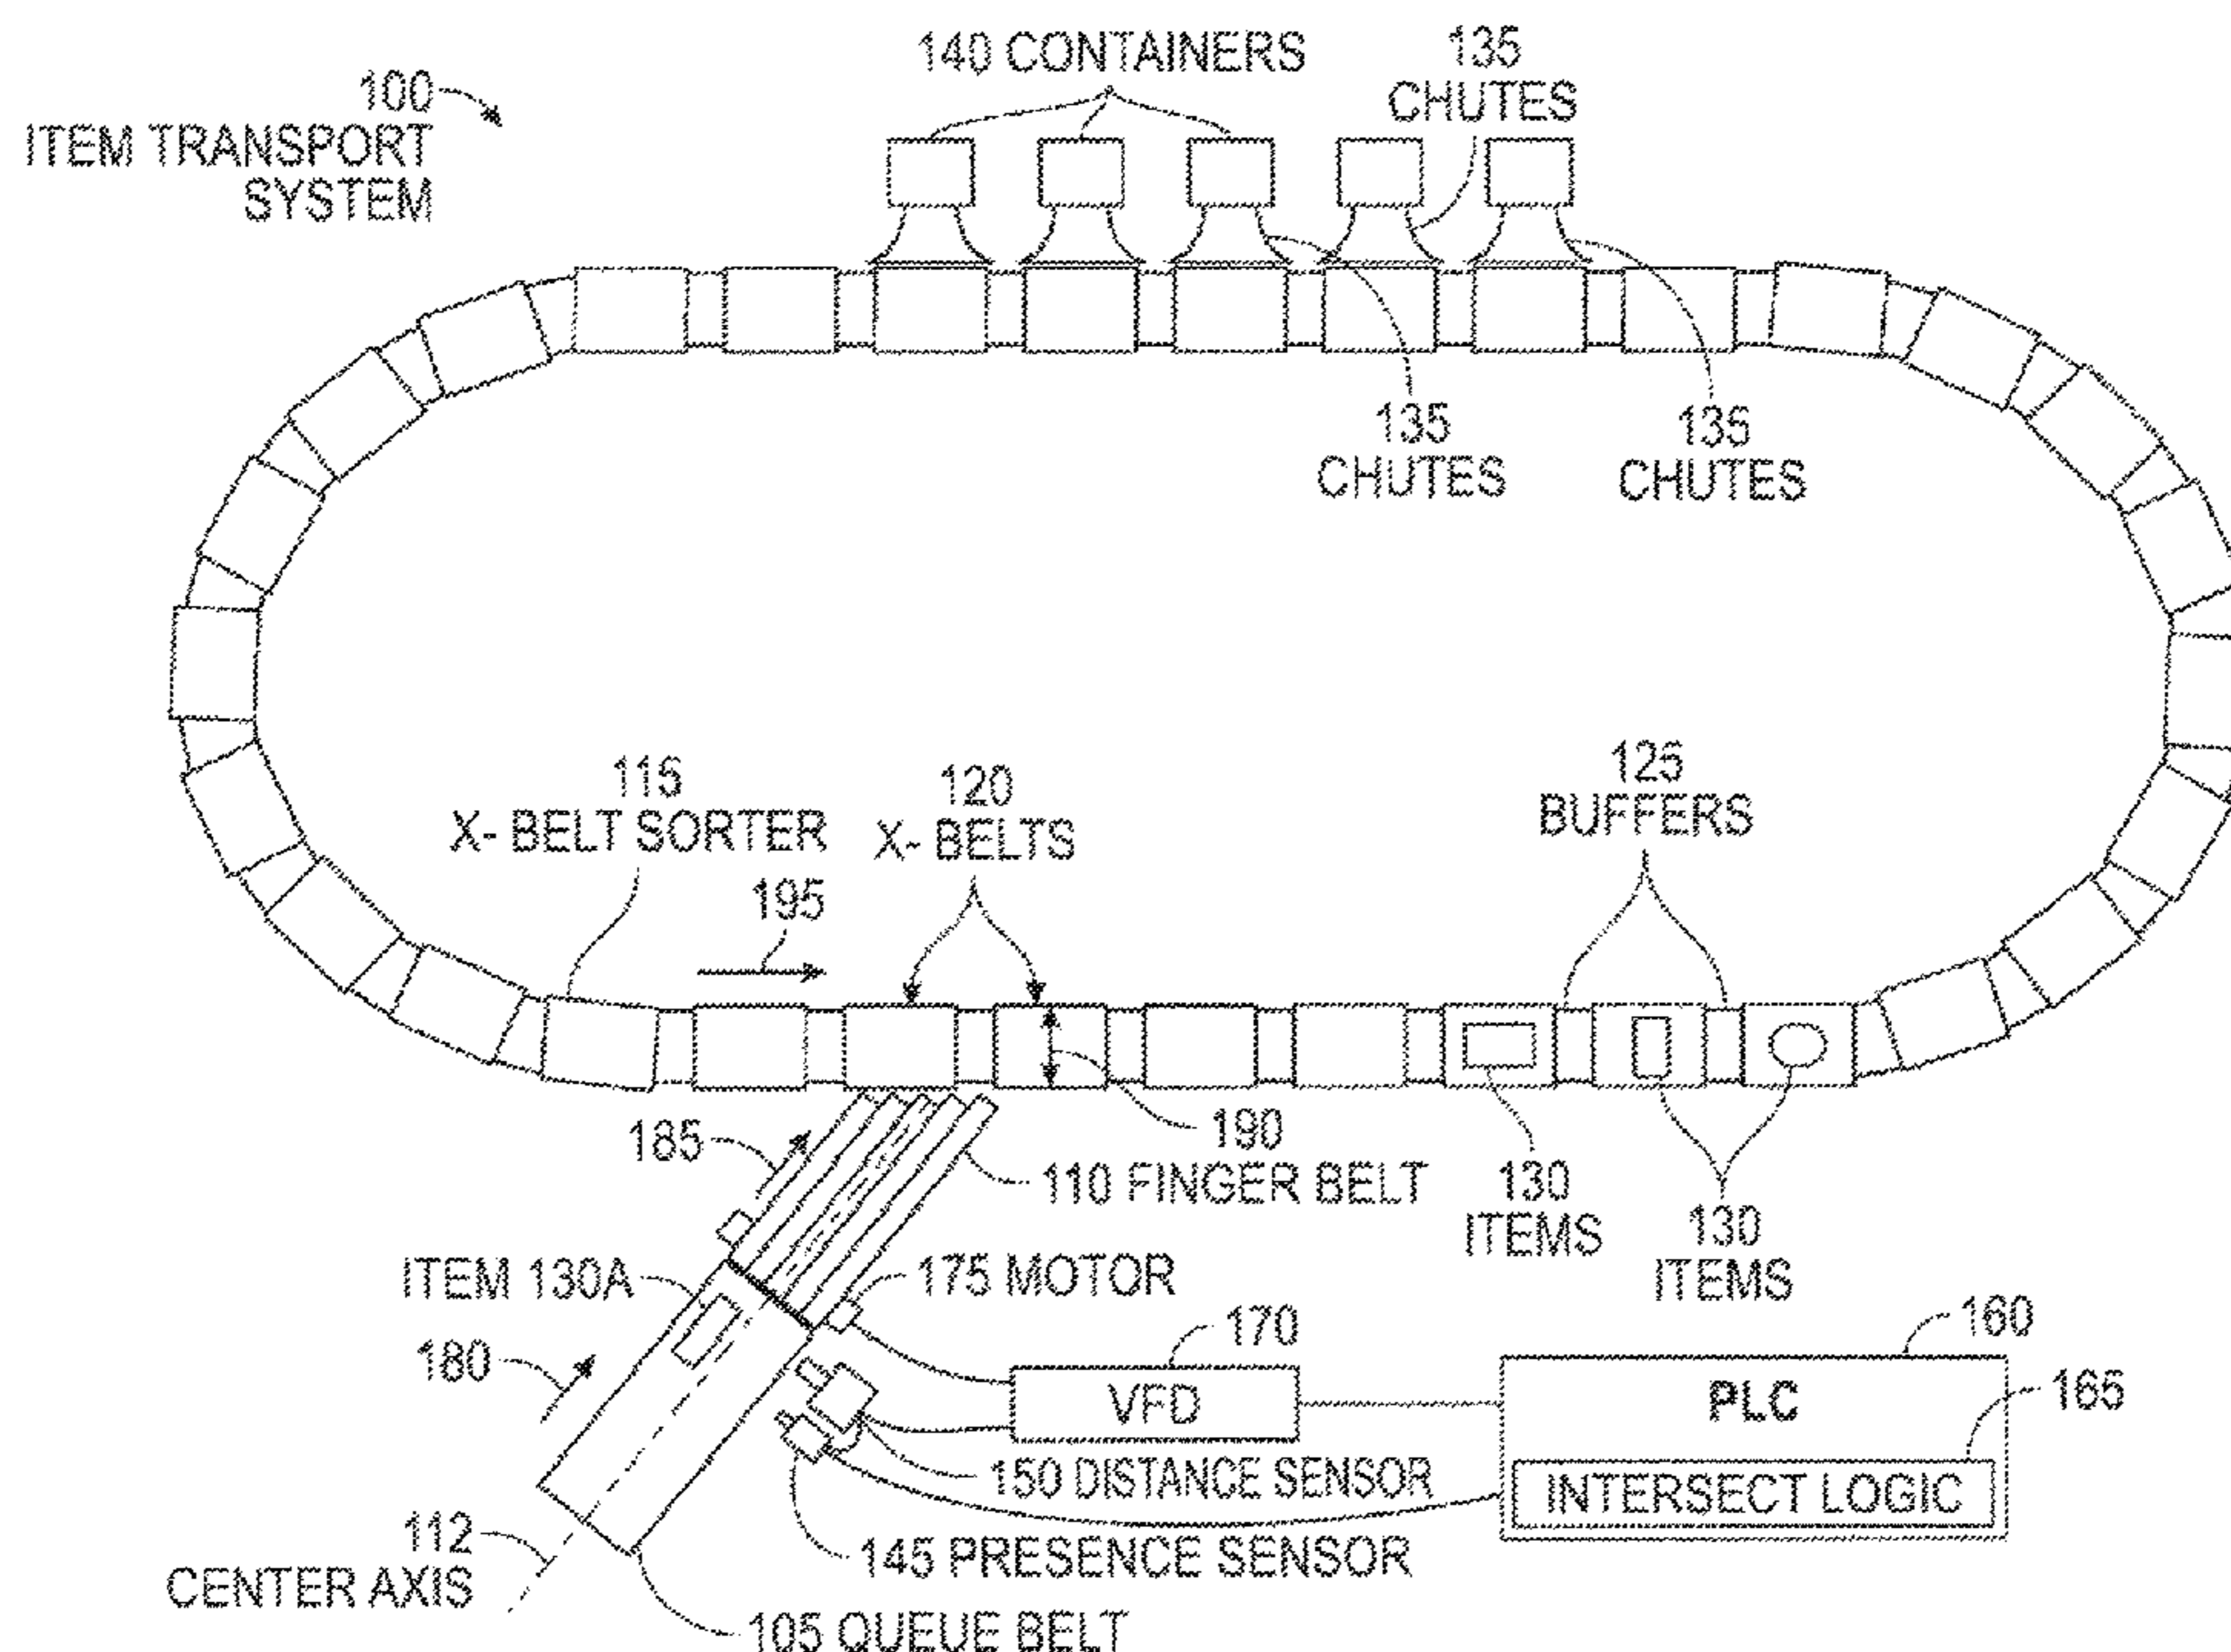 100
ITEM TRANSPORT
SYSTEM
140 CONTAINERS
135
CHUTES
135
CHUTES
135
CHUTES
115
X- BELT SORTER
195
120
X- BELTS
125
BUFFERS
185
190
110 FINGER BELT
130
ITEMS
130
ITEMS
ITEM 130A
175 MOTOR
180
170
VFD
160
PLC
165
INTERSECT LOGIC
150 DISTANCE SENSOR
145 PRESENCE SENSOR
112
CENTER AXIS
105 QUEUE BELT